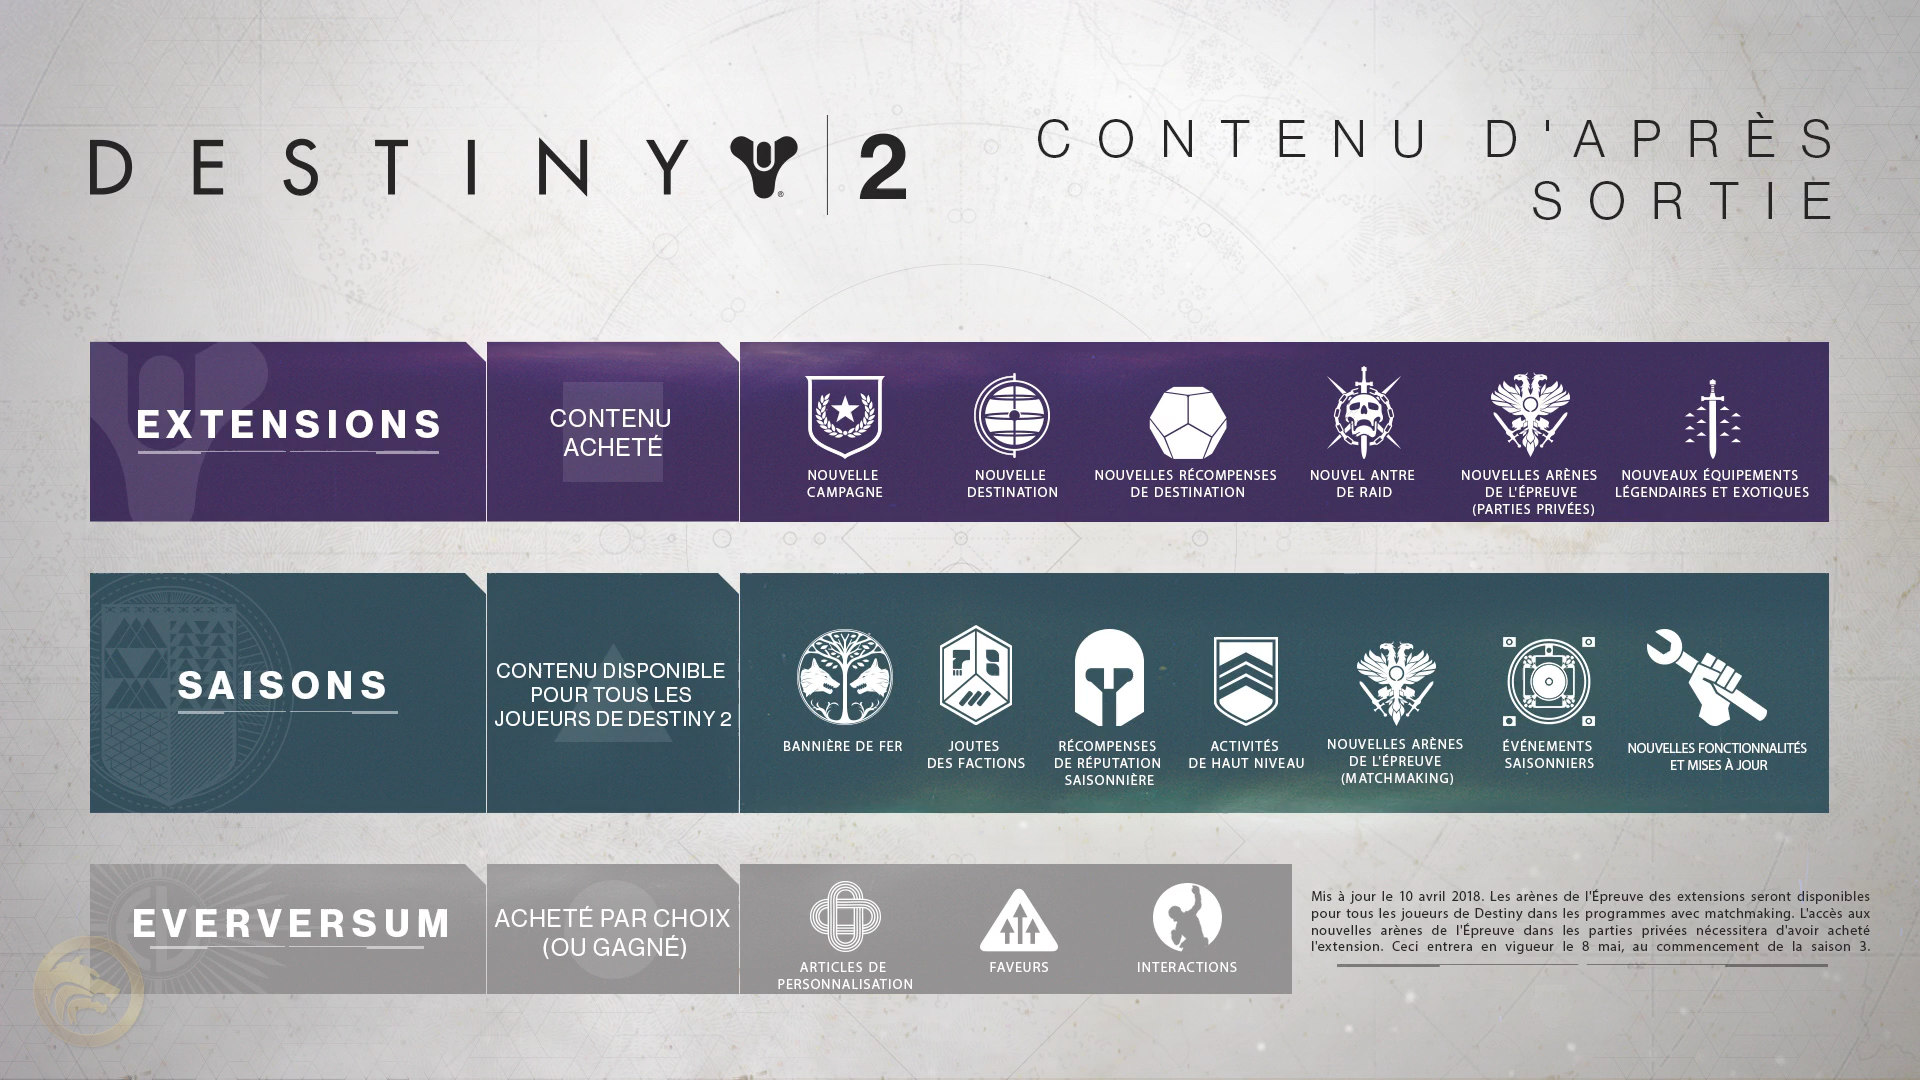 DESTINY 2
CONTENU D'APRÈS
SORTIE
EXTENSIONS
CONTENU
ACHETÉ
NOUVELLE
CAMPAGNE
NOUVELLE
DESTINATION
NOUVELLES RÉCOMPENSES
DE DESTINATION
NOUVEL ANTRE
DE RAID
NOUVELLES ARÈNES
DE L'ÉPREUVE
(PARTIES PRIVÉES)
NOUVEAUX ÉQUIPEMENTS
LÉGENDAIRES ET EXOTIQUES
SAISONS
CONTENU DISPONIBLE
POUR TOUS LES
JOUEURS DE DESTINY 2
BANNIÈRE DE FER
JOUTES
DES FACTIONS
RÉCOMPENSES
DE RÉPUTATION
SAISONNIÈRE
ACTIVITÉS
DE HAUT NIVEAU
NOUVELLES ARÈNES
DE L'ÉPREUVE
(MATCHMAKING)
ÉVÉNEMENTS
SAISONNIERS
NOUVELLES FONCTIONNALITÉS
ET MISES À JOUR
EVERVERSUM
ACHETÉ PAR CHOIX
(OU GAGNÉ)
ARTICLES DE
PERSONNALISATION
FAVEURS
INTERACTIONS
Mis à jour le 10 avril 2018. Les arènes de l'Épreuve des extensions seront disponibles
pour tous les joueurs de Destiny dans les programmes avec matchmaking. L'accès aux
nouvelles arènes de l'Épreuve dans les parties privées nécessitera d'avoir acheté
l'extension. Ceci entrera en vigueur le 8 mai, au commencement de la saison 3.